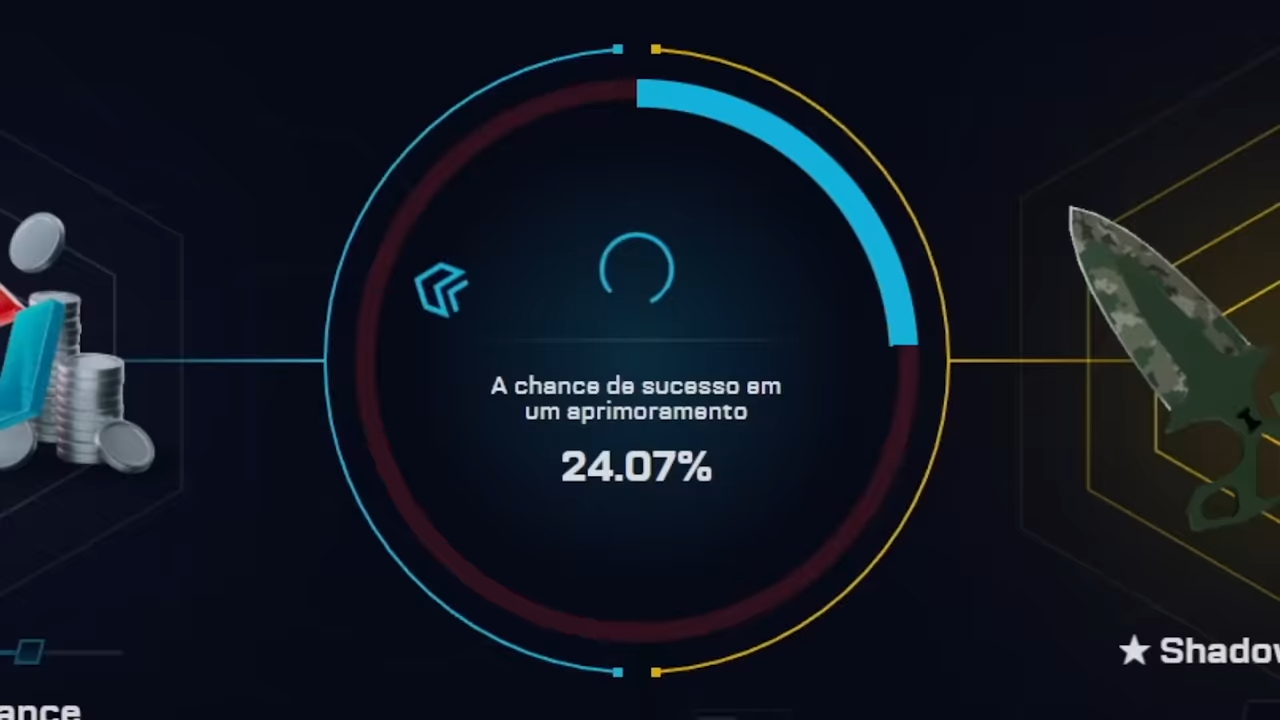 A chance de sucesso em
um aprimoramento
24.07%
★ Shadow
ance